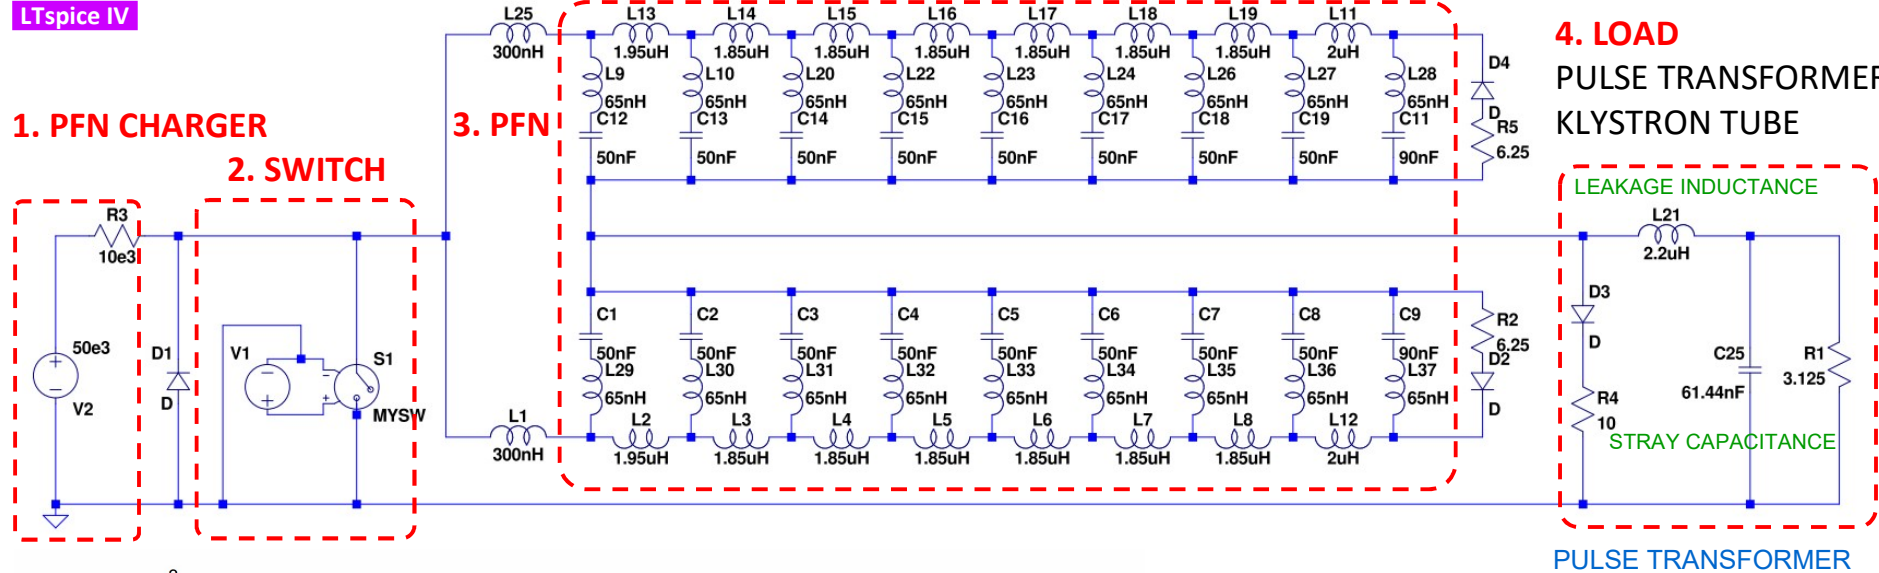 LTspice IV
L25
300nH
L13
1.95uH
L14
1.85uH
L15
1.85uH
L16
1.85uH
L17
1.85uH
L18
1.85uH
L19
1.85uH
L11
2uH
4. LOAD
PULSE TRANSFORMER
KLYSTRON TUBE
1. PFN CHARGER
2. SWITCH
3. PFN
L9
65nH
C12
50nF
L10
65nH
C13
50nF
L20
65nH
C14
50nF
L22
65nH
C15
50nF
L23
65nH
C16
50nF
L24
65nH
C17
50nF
L26
65nH
C18
50nF
L27
65nH
C19
50nF
L28
65nH
C11
90nF
D4
D
R5
6.25
R3
10e3
50e3
V2
D1
D
V1
S1
MYSW
L1
300nH
C1
50nF
L29
65nH
C2
50nF
L30
65nH
C3
50nF
L31
65nH
C4
50nF
L32
65nH
C5
50nF
L33
65nH
C6
50nF
L34
65nH
C7
50nF
L35
65nH
C8
50nF
L36
65nH
C9
90nF
L37
65nH
R2
6.25
D2
D
L2
1.95uH
L3
1.85uH
L4
1.85uH
L5
1.85uH
L6
1.85uH
L7
1.85uH
L8
1.85uH
L12
2uH
LEAKAGE INDUCTANCE
L21
2.2uH
D3
D
R4
10
C25
61.44nF
R1
3.125
STRAY CAPACITANCE
PULSE TRANSFORMER